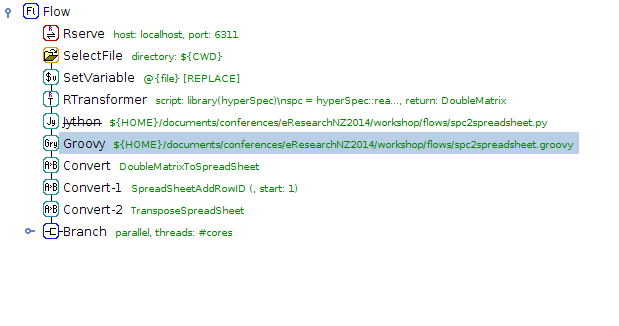 Fl Flow
R Rserve host: localhost, port: 6311
SelectFile directory: ${CWD}
$v SetVariable @{file} [REPLACE]
R T RTransformer script: library(hyperSpec)\nspc = hyperSpec::rea..., return: DoubleMatrix
Jy Jython ${HOME}/documents/conferences/eResearchNZ2014/workshop/flows/spc2spreadsheet.py
Gry Groovy ${HOME}/documents/conferences/eResearchNZ2014/workshop/flows/spc2spreadsheet.groovy
A›B Convert DoubleMatrixToSpreadSheet
A›B Convert-1 SpreadSheetAddRowID (, start: 1)
A›B Convert-2 TransposeSpreadSheet
Branch parallel, threads: #cores